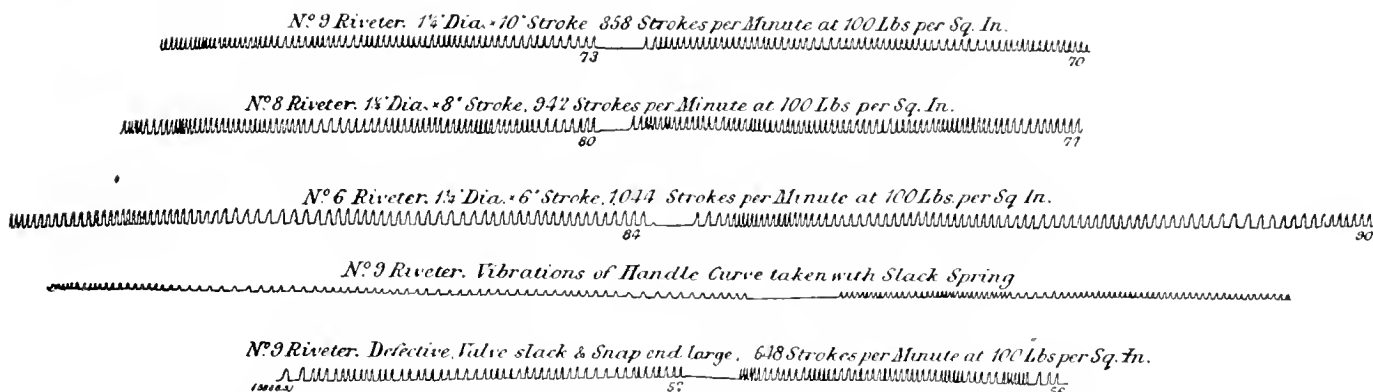 Nº 9 Riveter. 1¼" Dia. × 10" Stroke 858 Strokes per Minute at 100 Lbs per Sq. In.
73 70
Nº 8 Riveter. 1¼" Dia. × 8" Stroke, 942 Strokes per Minute at 100 Lbs per Sq. In.
80 77
Nº 6 Riveter. 1¼" Dia. × 6" Stroke, 1,044 Strokes per Minute at 100 Lbs. per Sq In.
84 90
Nº 9 Riveter. Vibrations of Handle Curve taken with Slack Spring
Nº 9 Riveter. Defective, Valve slack & Snap end large, 648 Strokes per Minute at 100 Lbs per Sq. In.